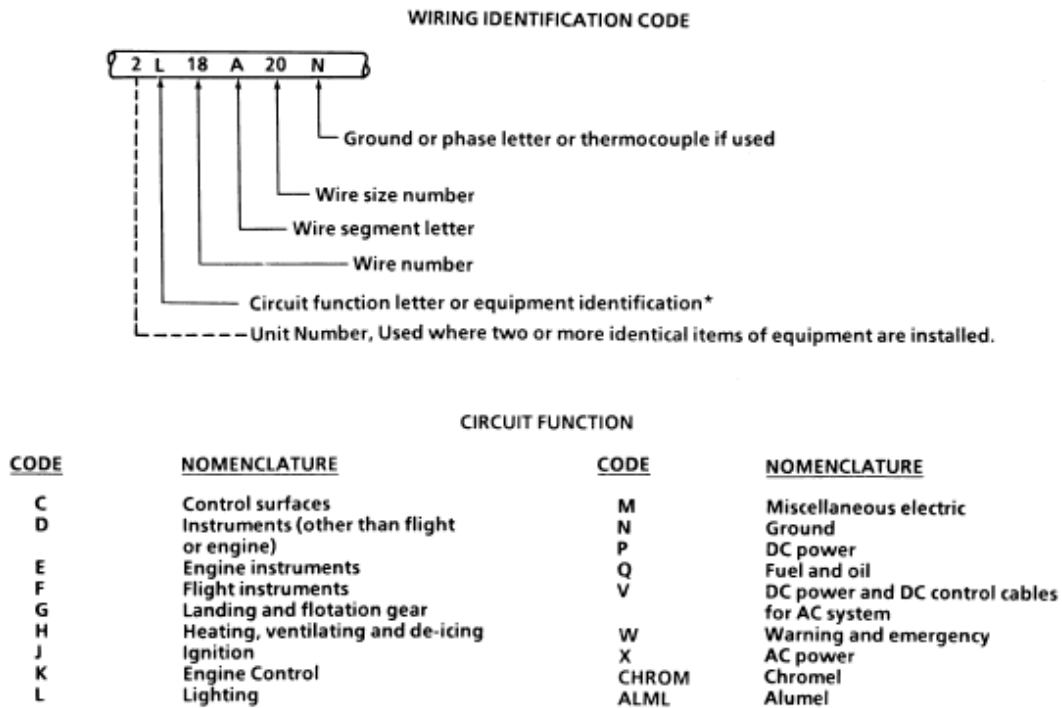 WIRING IDENTIFICATION CODE
2 L 18 A 20 N
Ground or phase letter or thermocouple if used
Wire size number
Wire segment letter
Wire number
Circuit function letter or equipment identification*
Unit Number, Used where two or more identical items of equipment are installed.
CIRCUIT FUNCTION
CODE NOMENCLATURE
C Control surfaces
D Instruments (other than flight
or engine)
E Engine instruments
F Flight instruments
G Landing and flotation gear
H Heating, ventilating and de-icing
J Ignition
K Engine Control
L Lighting
CODE NOMENCLATURE
M Miscellaneous electric
N Ground
P DC power
Q Fuel and oil
V DC power and DC control cables
for AC system
W Warning and emergency
X AC power
CHROM Chromel
ALML Alumel